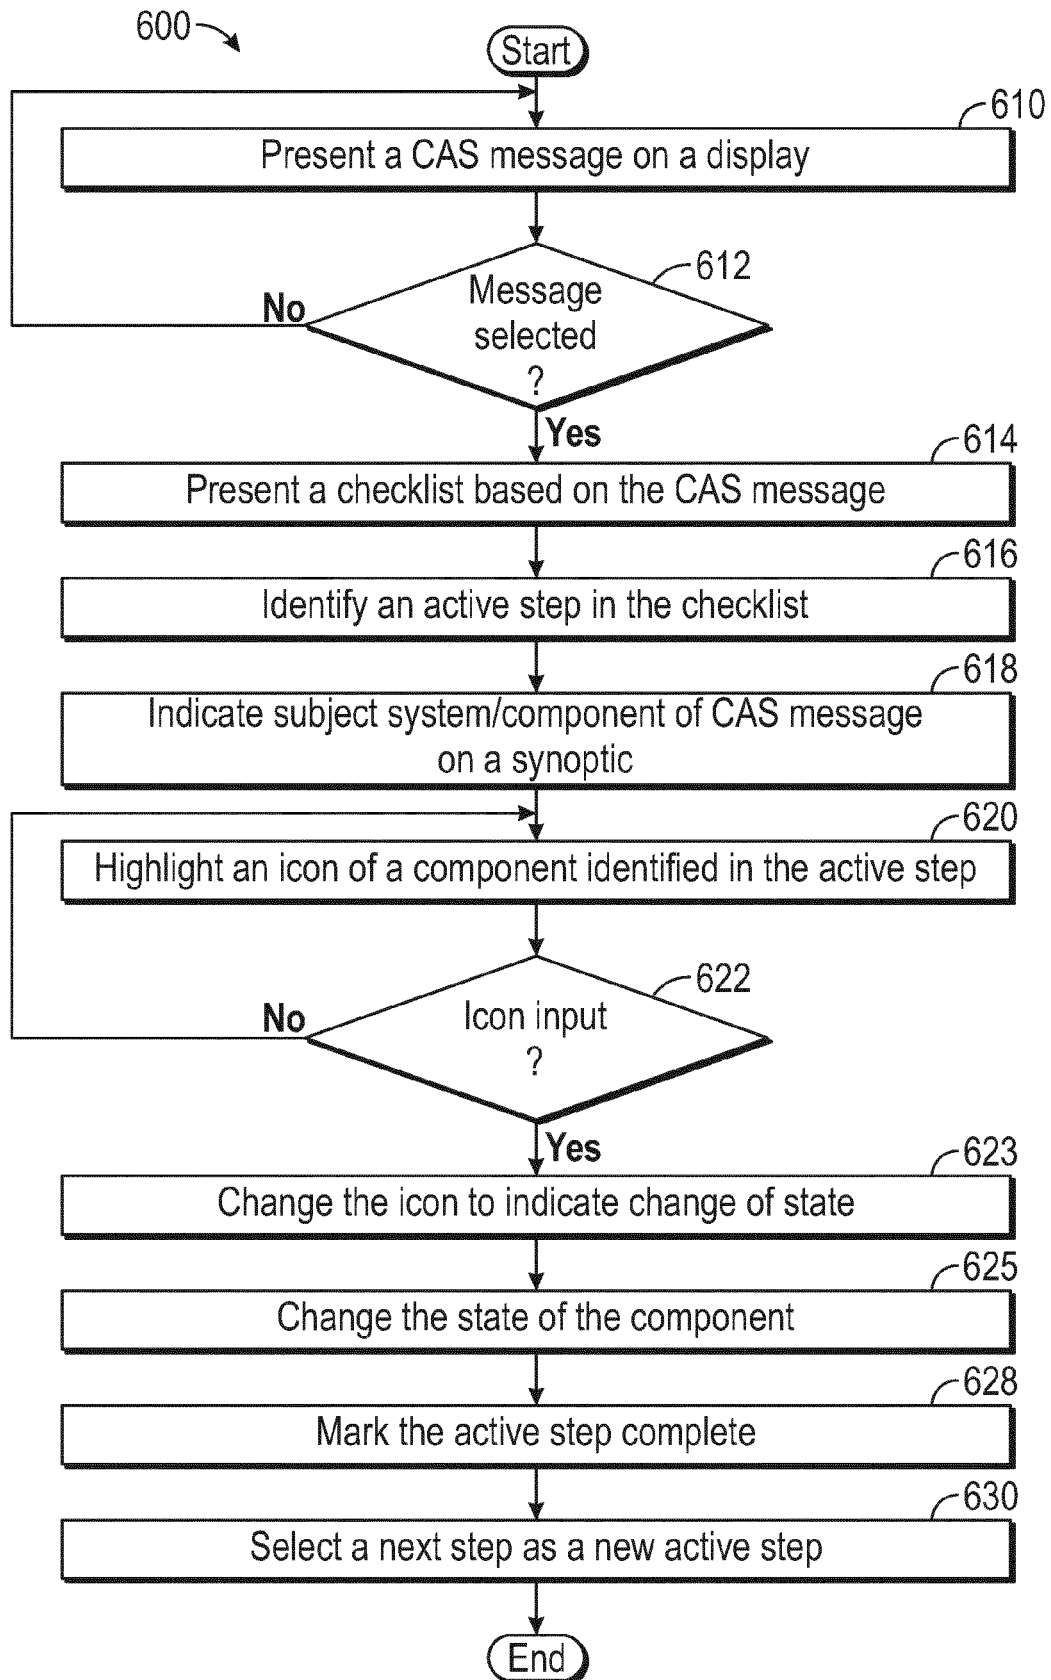 600
Start
610
Present a CAS message on a display
612
Message
selected
?
No
Yes
614
Present a checklist based on the CAS message
616
Identify an active step in the checklist
618
Indicate subject system/component of CAS message
on a synoptic
620
Highlight an icon of a component identified in the active step
622
Icon input
?
No
Yes
623
Change the icon to indicate change of state
625
Change the state of the component
628
Mark the active step complete
630
Select a next step as a new active step
End